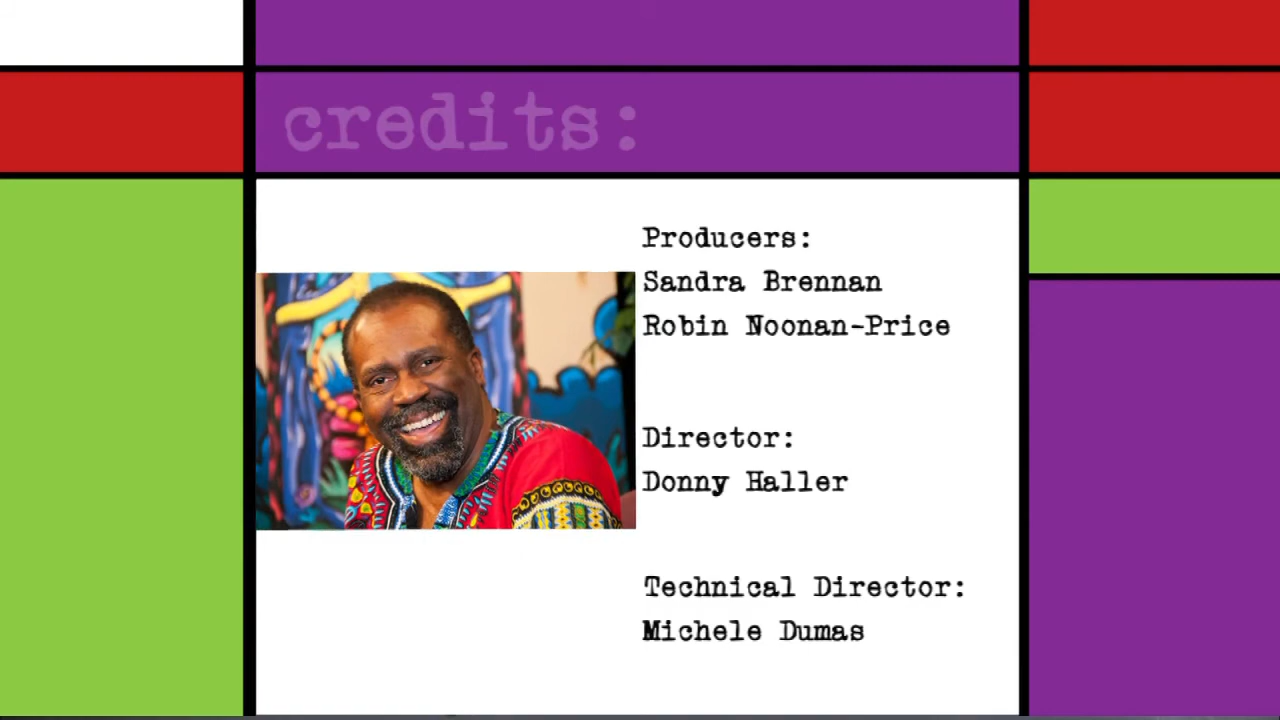 credits:
Producers:
Sandra Brennan
Robin Noonan-Price
Director:
Donny Haller
Technical Director:
Michele Dumas